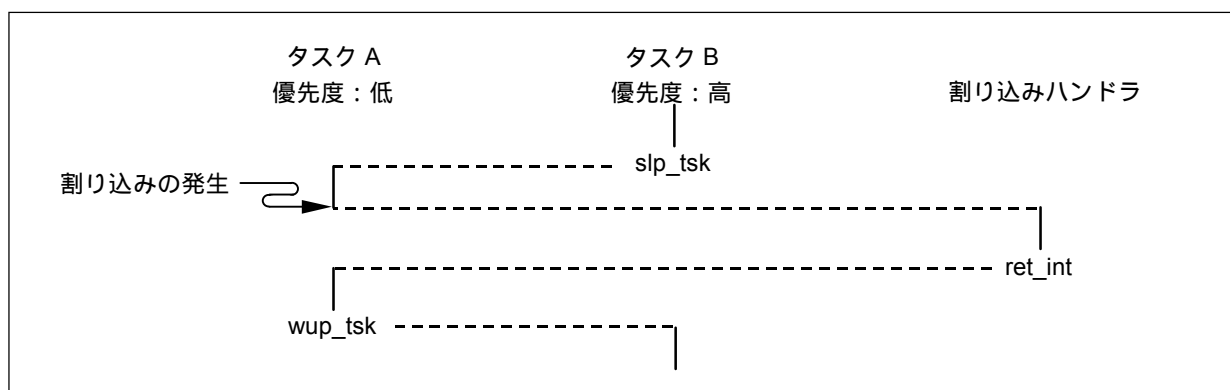 タスク A
優先度：低
タスク B
優先度：高
割り込みハンドラ
slp_tsk
割り込みの発生
ret_int
wup_tsk